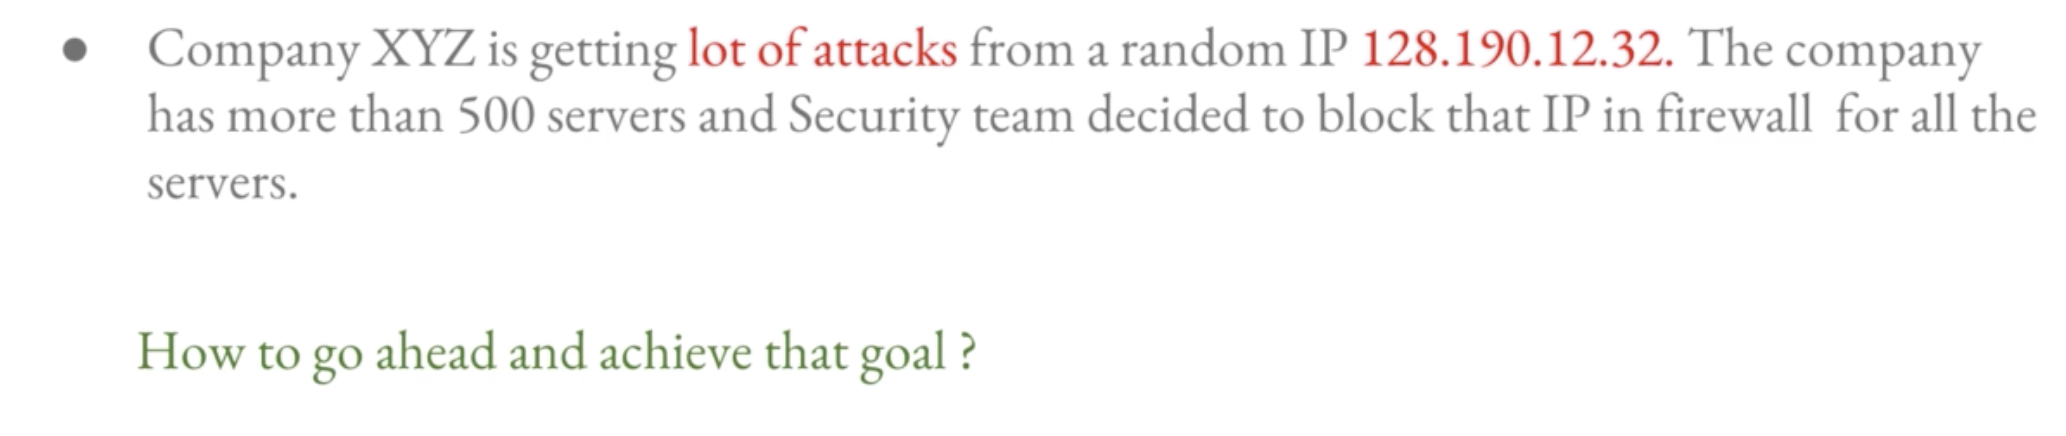 ● Company XYZ is getting lot of attacks from a random IP 128.190.12.32. The company
has more than 500 servers and Security team decided to block that IP in firewall for all the
servers.
How to go ahead and achieve that goal ?